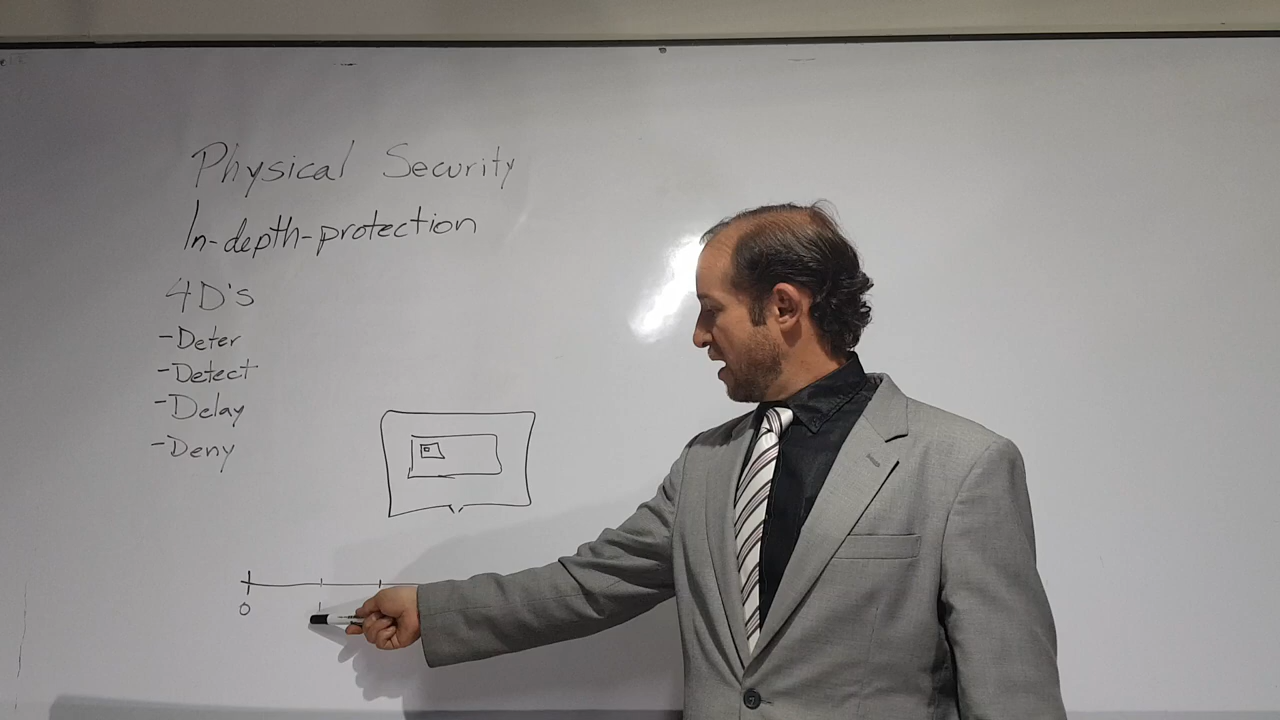 Physical Security
In-depth-protection
4D's
-Deter
-Detect
-Delay
-Deny
0